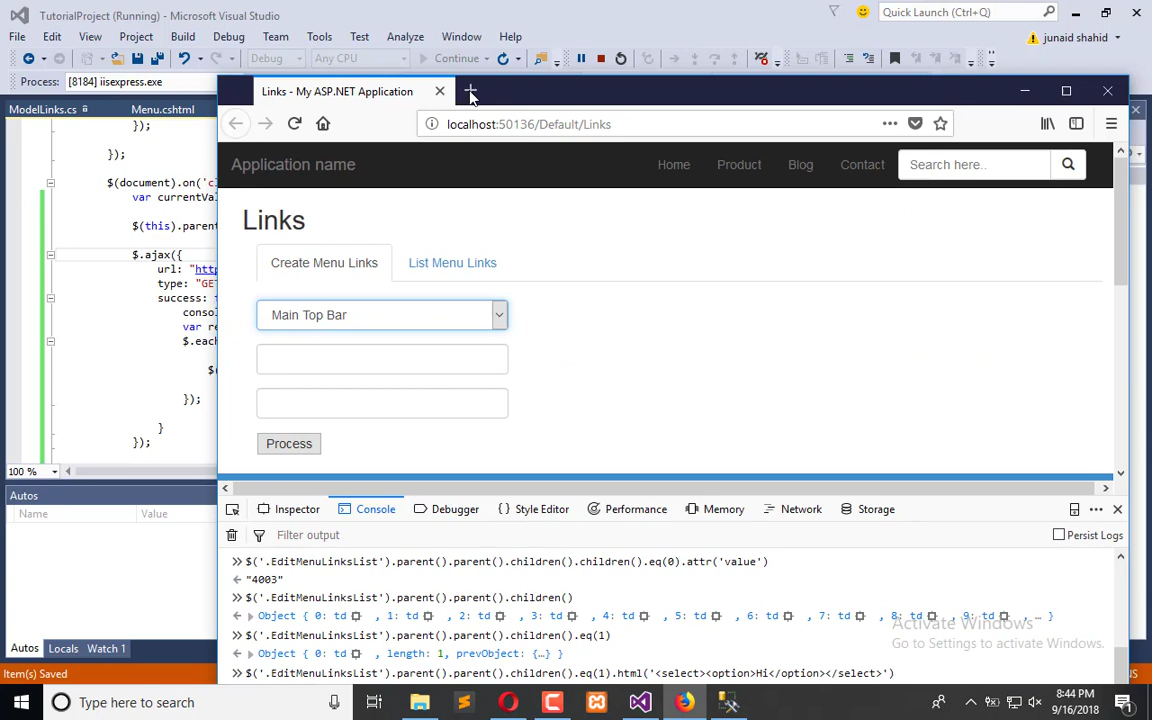 TutorialProject (Running) - Microsoft Visual Studio
Quick Launch (Ctrl+Q)
File Edit View Project Build Debug Team Tools Test Analyze Window Help
junaid shahid
Debug Any CPU Continue
Process: [8184] iisexpress.exe
ModelLinks.cs Menu.cshtml
Links - My ASP.NET Application
localhost:50136/Default/Links
});
});
$(document).on('c
var currentVal
$(this).parent
$.ajax({
url: "http
type: "GE
success:
conso
var re
$.each
$(
});
}
});
100 %
Application name Home Product Blog Contact Search here..
Links
Create Menu Links List Menu Links
Main Top Bar
Process
Autos
Name Value
Autos Locals Watch 1
Item(s) Saved
Inspector Console Debugger { } Style Editor Performance Memory Network Storage
Filter output Persist Logs
>> $('.EditMenuLinksList').parent().parent().children().children().eq(0).attr('value')
"4003"
>> $('.EditMenuLinksList').parent().parent().children()
Object { 0: td , 1: td , 2: td , 3: td , 4: td , 5: td , 6: td , 7: td , 8: td , 9: td , … }
>> $('.EditMenuLinksList').parent().parent().children().eq(1)
Object { 0: td , length: 1, prevObject: {…} }
>> $('.EditMenuLinksList').parent().parent().children().eq(1).html('<select><option>Hi</option></select>')
Activate Windows
Go to Settings to activate Windows.
NS
Type here to search
8:44 PM
9/16/2018
1